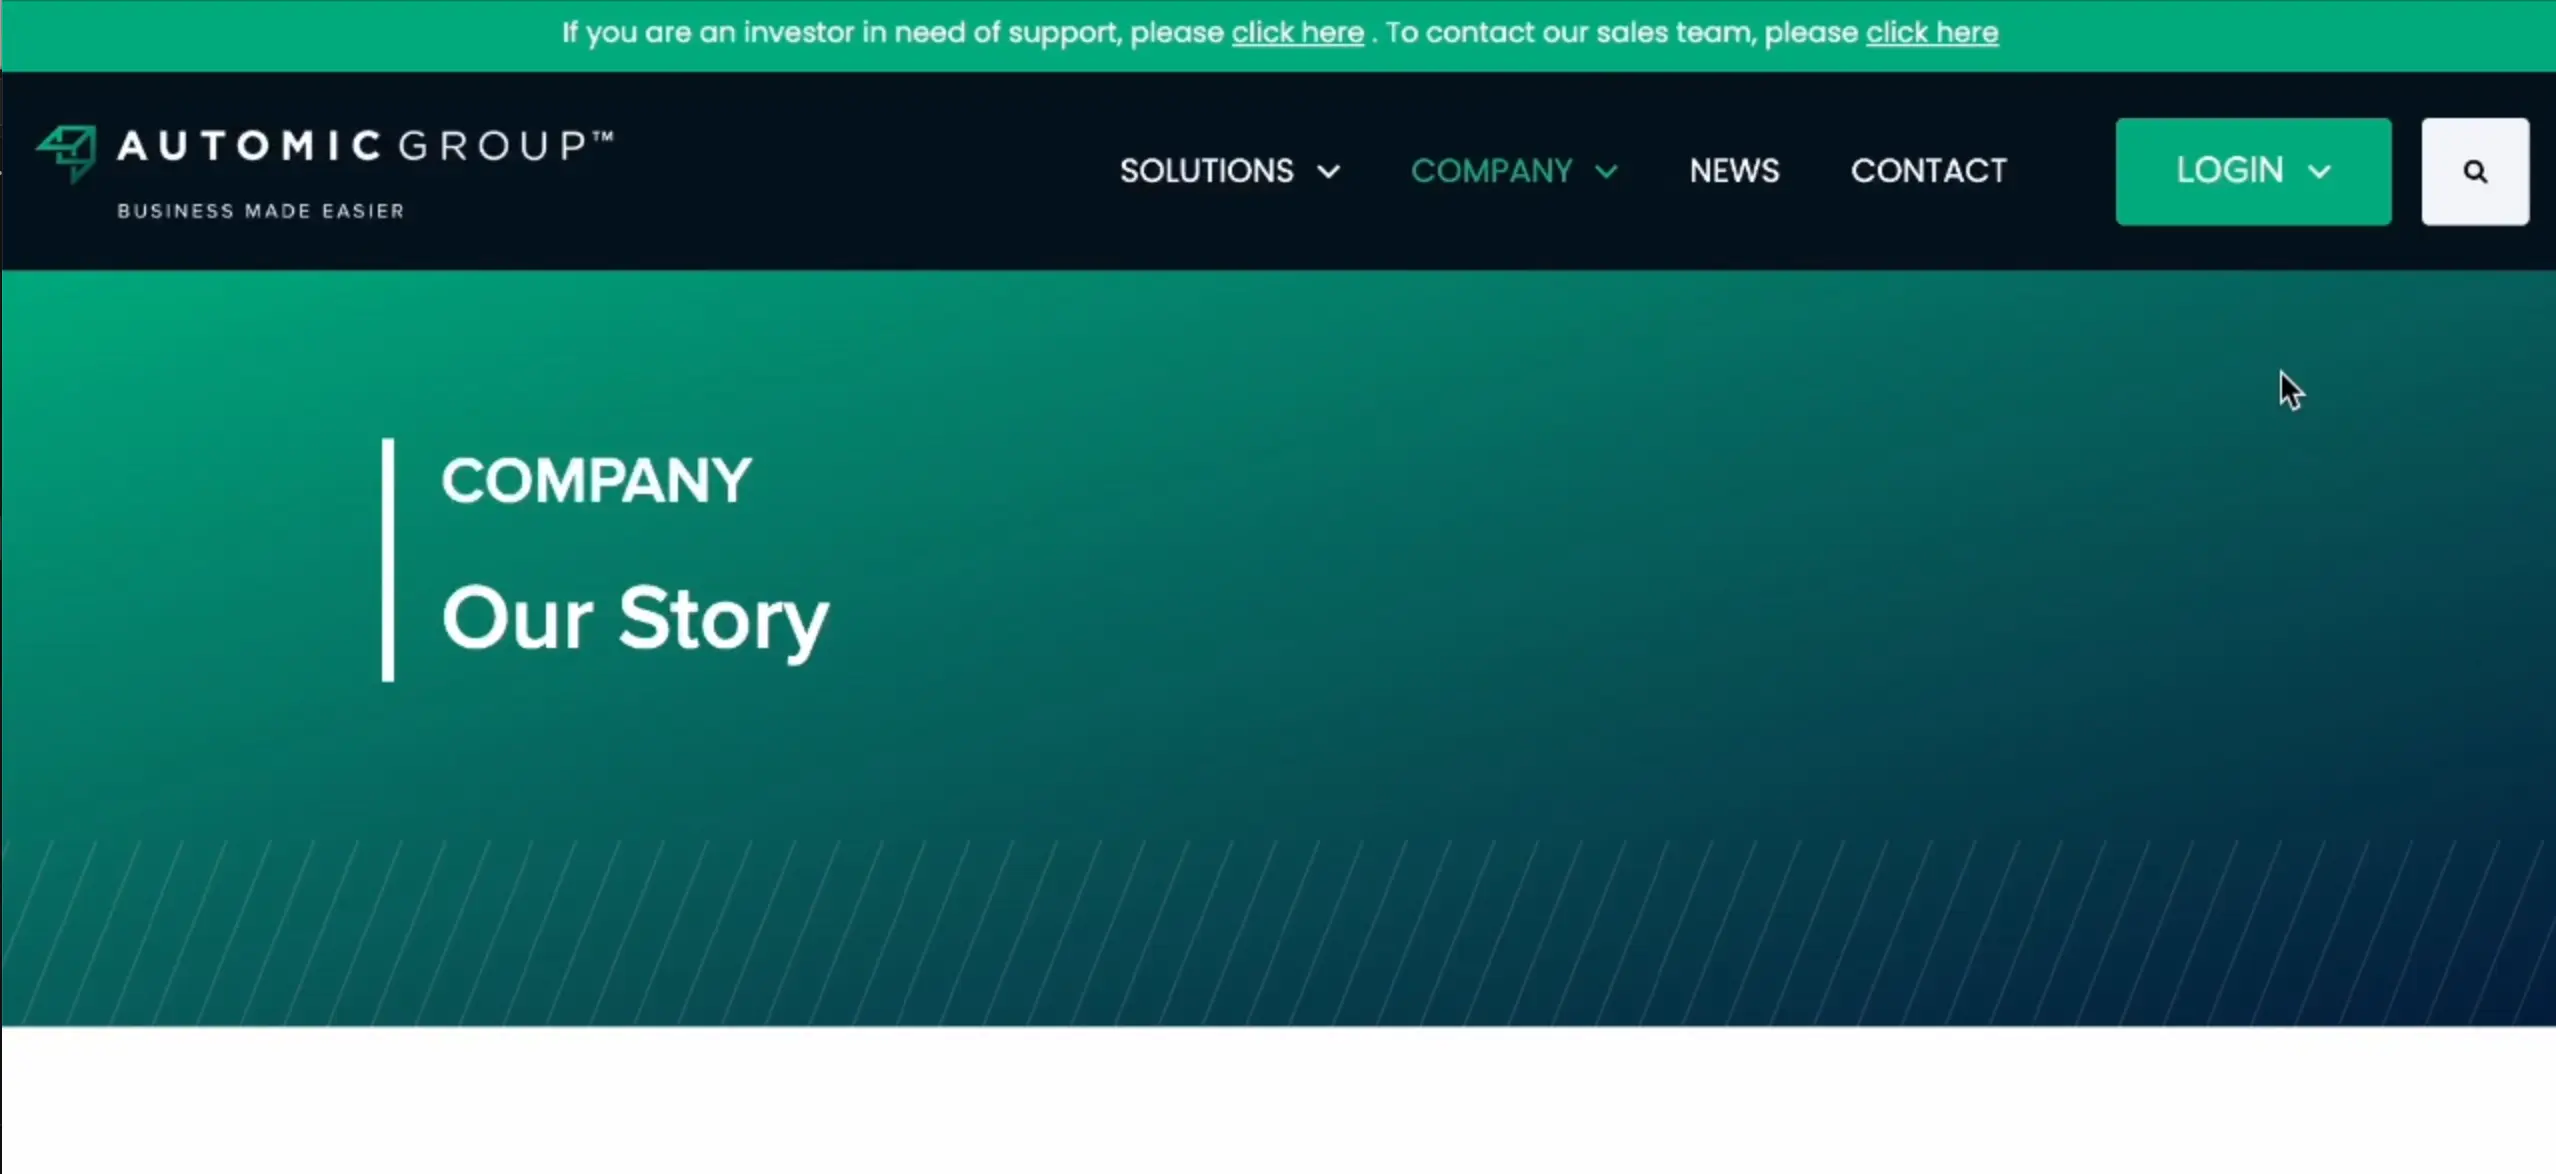 If you are an investor in need of support, please click here . To contact our sales team, please click here
AUTOMIC GROUP™
BUSINESS MADE EASIER
SOLUTIONS
COMPANY
NEWS
CONTACT
LOGIN
COMPANY
Our Story